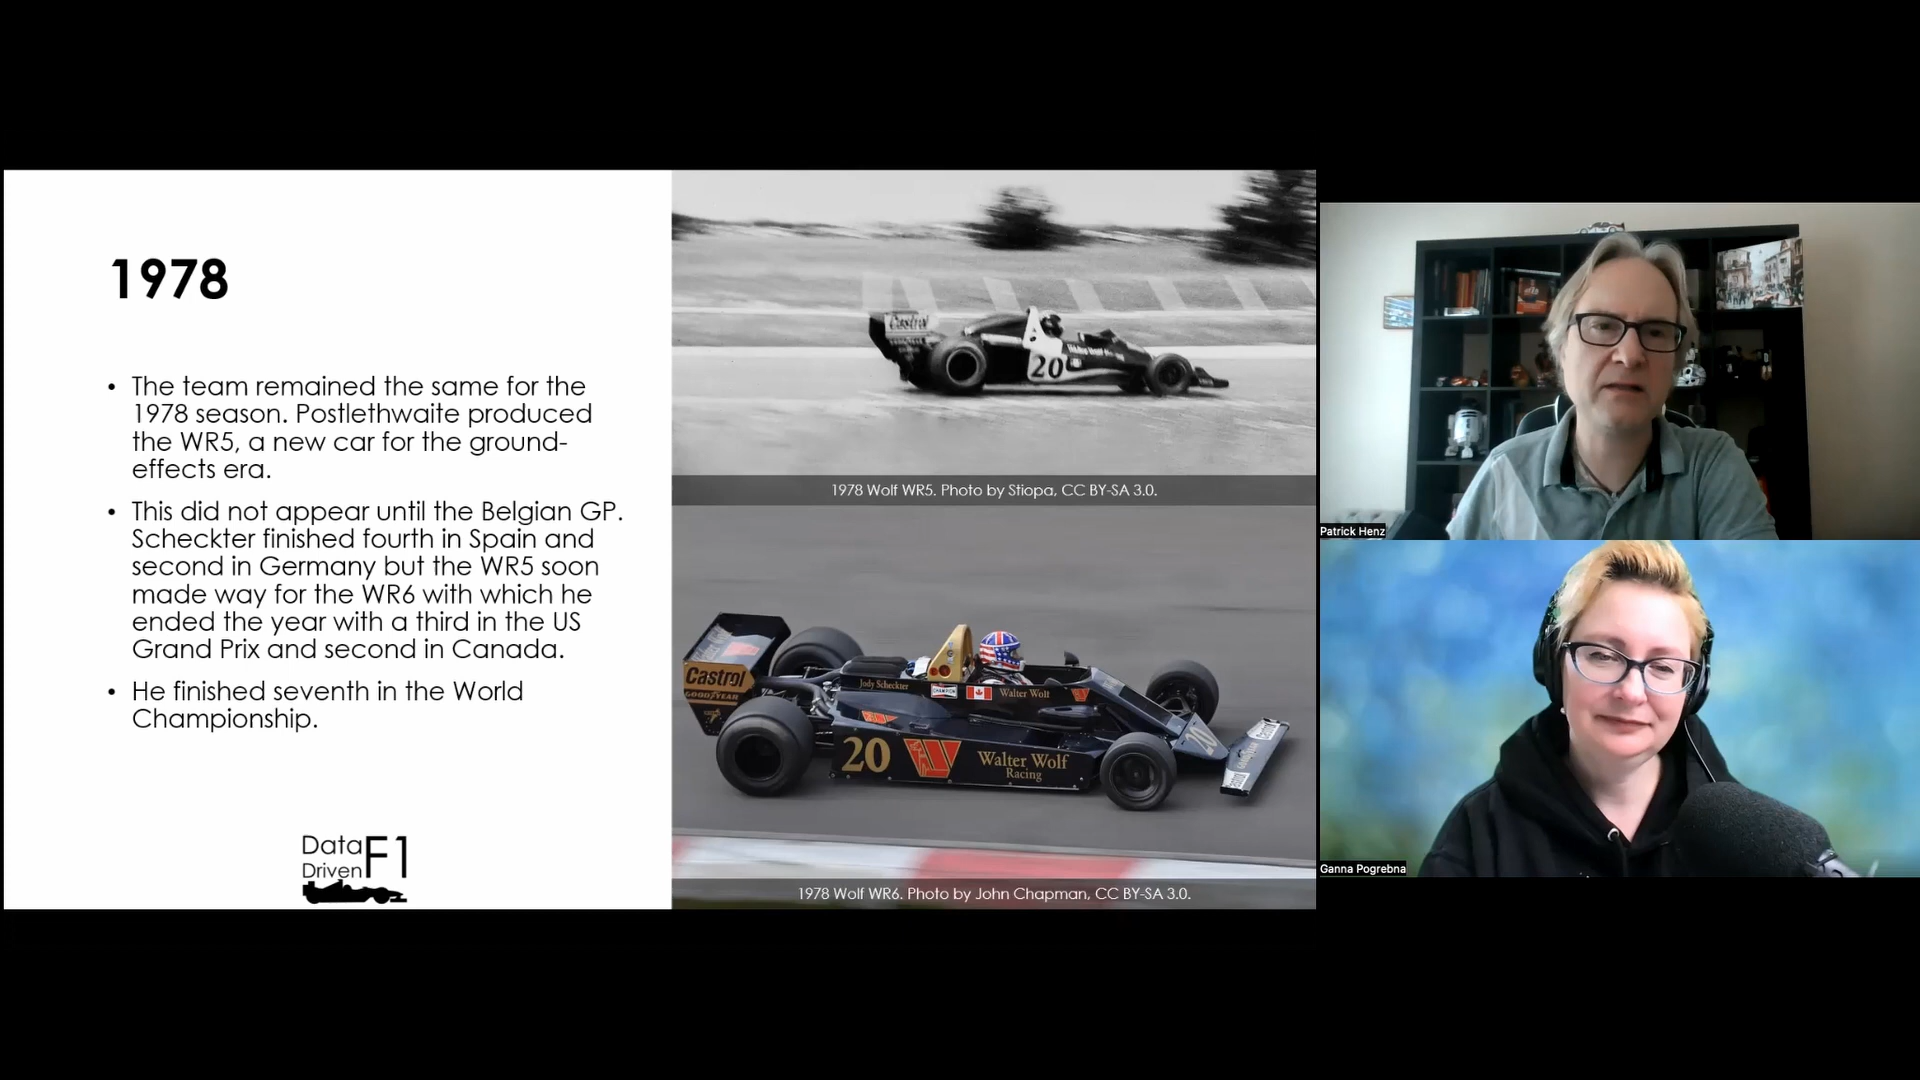 1978
• The team remained the same for the
1978 season. Postlethwaite produced
the WR5, a new car for the ground-
effects era.
• This did not appear until the Belgian GP.
Scheckter finished fourth in Spain and
second in Germany but the WR5 soon
made way for the WR6 with which he
ended the year with a third in the US
Grand Prix and second in Canada.
• He finished seventh in the World
Championship.
Data
Driven
F1
Castrol
20
1978 Wolf WR5. Photo by Stiopa, CC BY-SA 3.0.
Castrol
GOODYEAR
Jody Scheckter
CHAMPION
Walter Wolf
20
Walter Wolf
Racing
20
1978 Wolf WR6. Photo by John Chapman, CC BY-SA 3.0.
Patrick Henz
Ganna Pogrebna